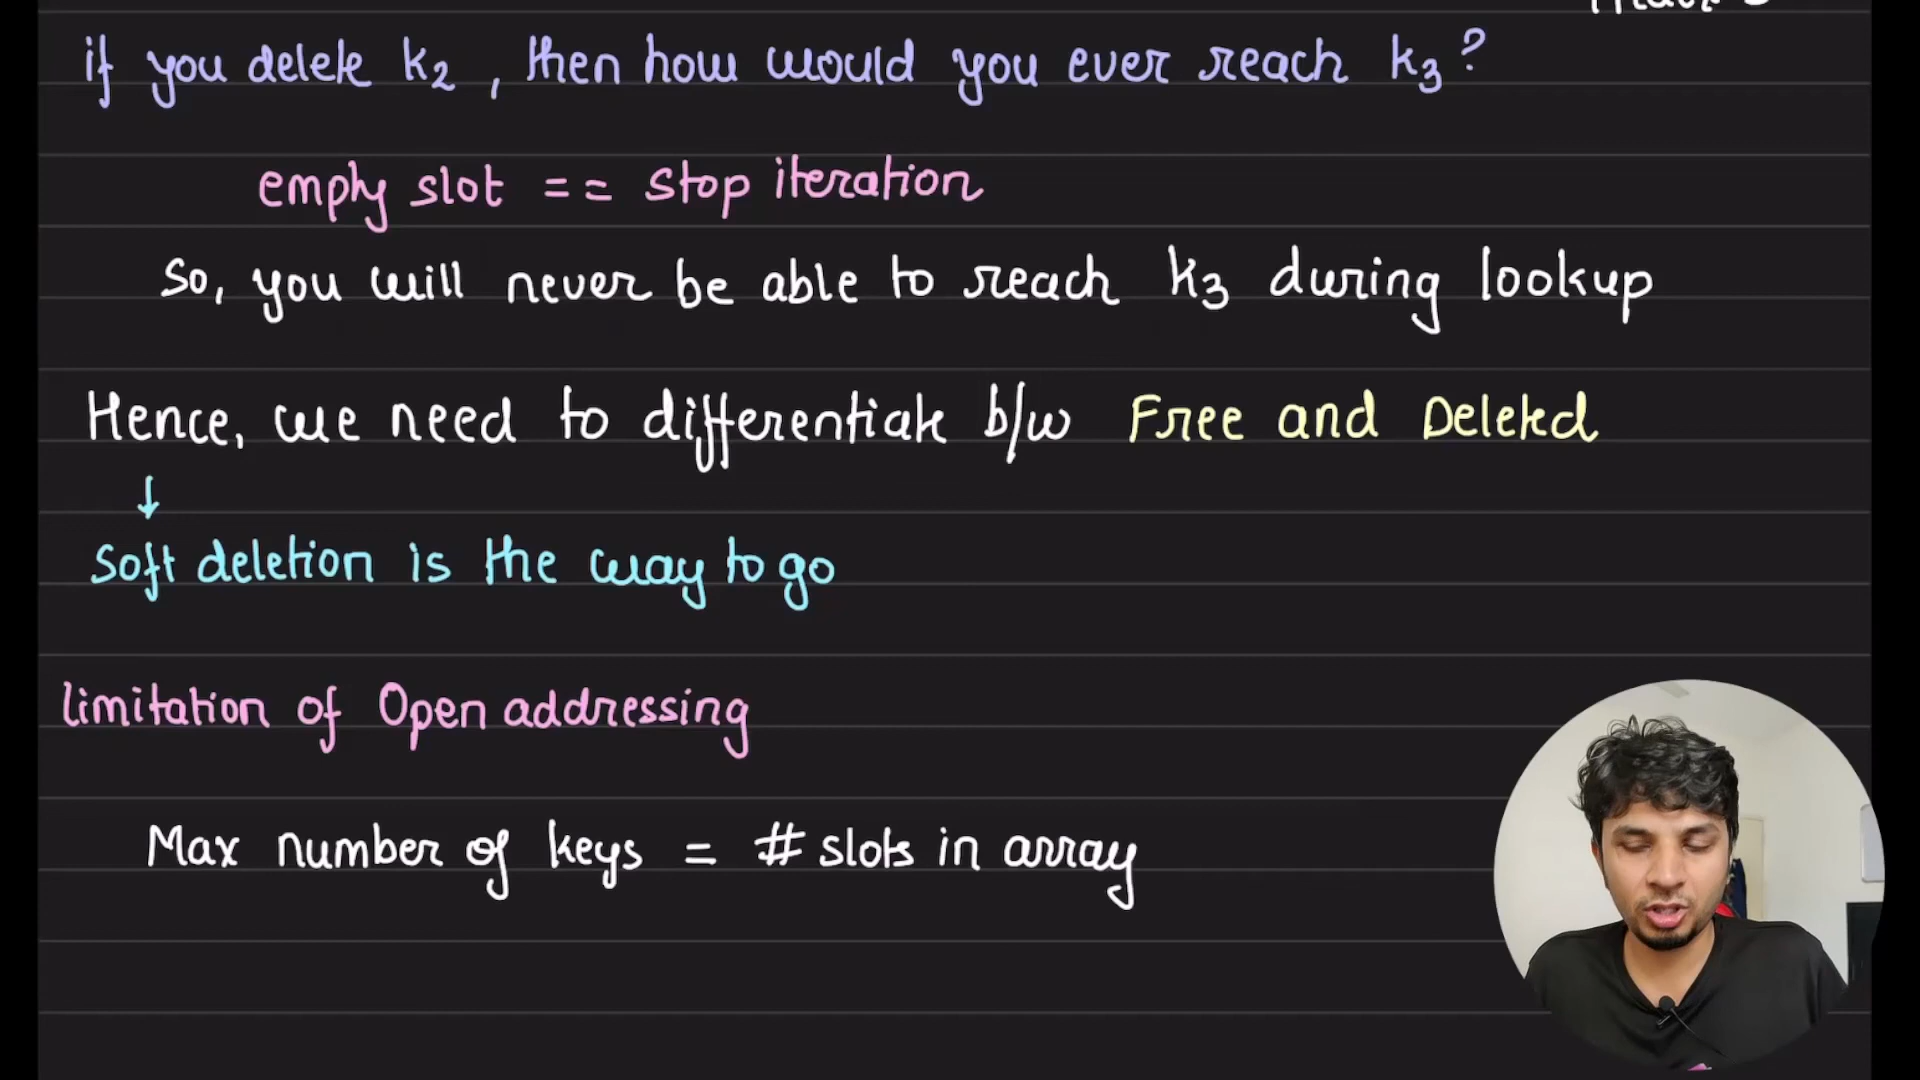 if you delete k2, then how would you ever reach k3?
empty slot == stop iteration
So, you will never be able to reach k3 during lookup
Hence, we need to differentiate b/w Free and Deleted
↓
Soft deletion is the way to go
limitation of Open addressing
Max number of keys = # slots in array